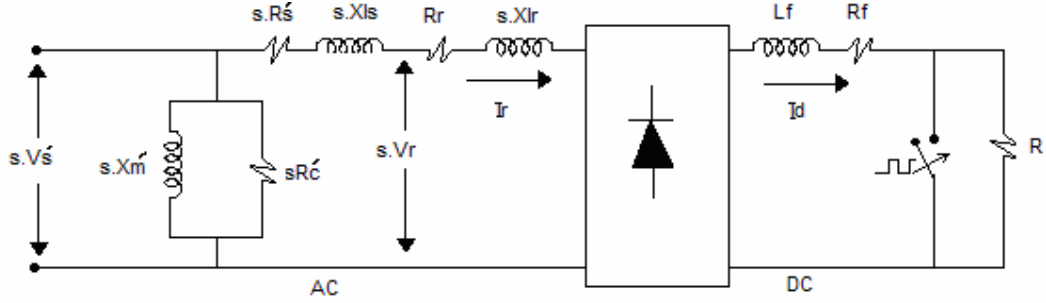 s.Rś s.Xls Rr s.Xlr Lf Rf
Ir Id
s.Vś s.Xḿ sRć s.Vr R
AC DC